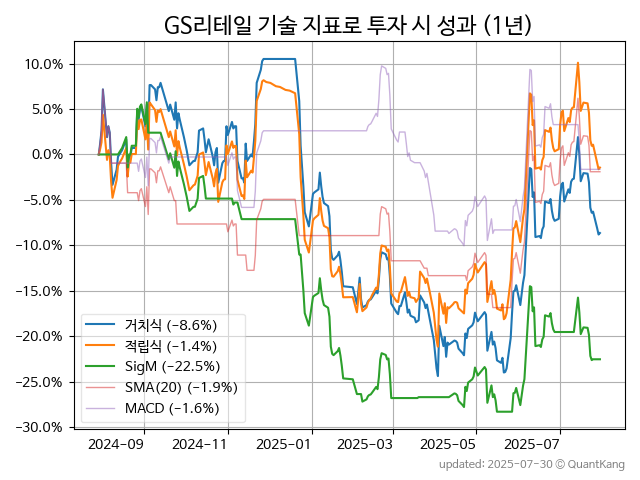 GS리테일 기술 지표로 투자 시 성과 (1년)
10.0%
5.0%
0.0%
−5.0%
−10.0%
−15.0%
−20.0%
−25.0%
−30.0%
거치식 (−8.6%)
적립식 (−1.4%)
SigM (−22.5%)
SMA(20) (−1.9%)
MACD (−1.6%)
2024−09 2024−11 2025−01 2025−03 2025−05 2025−07
updated: 2025−07−30 © QuantKang